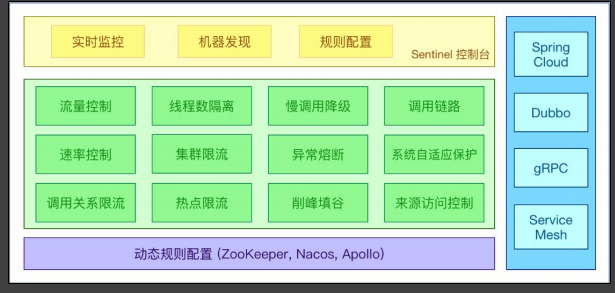 实时监控
机器发现
规则配置
Sentinel 控制台
流量控制
线程数隔离
慢调用降级
调用链路
速率控制
集群限流
异常熔断
系统自适应保护
调用关系限流
热点限流
削峰填谷
来源访问控制
动态规则配置 (ZooKeeper, Nacos, Apollo)
Spring
Cloud
Dubbo
gRPC
Service
Mesh